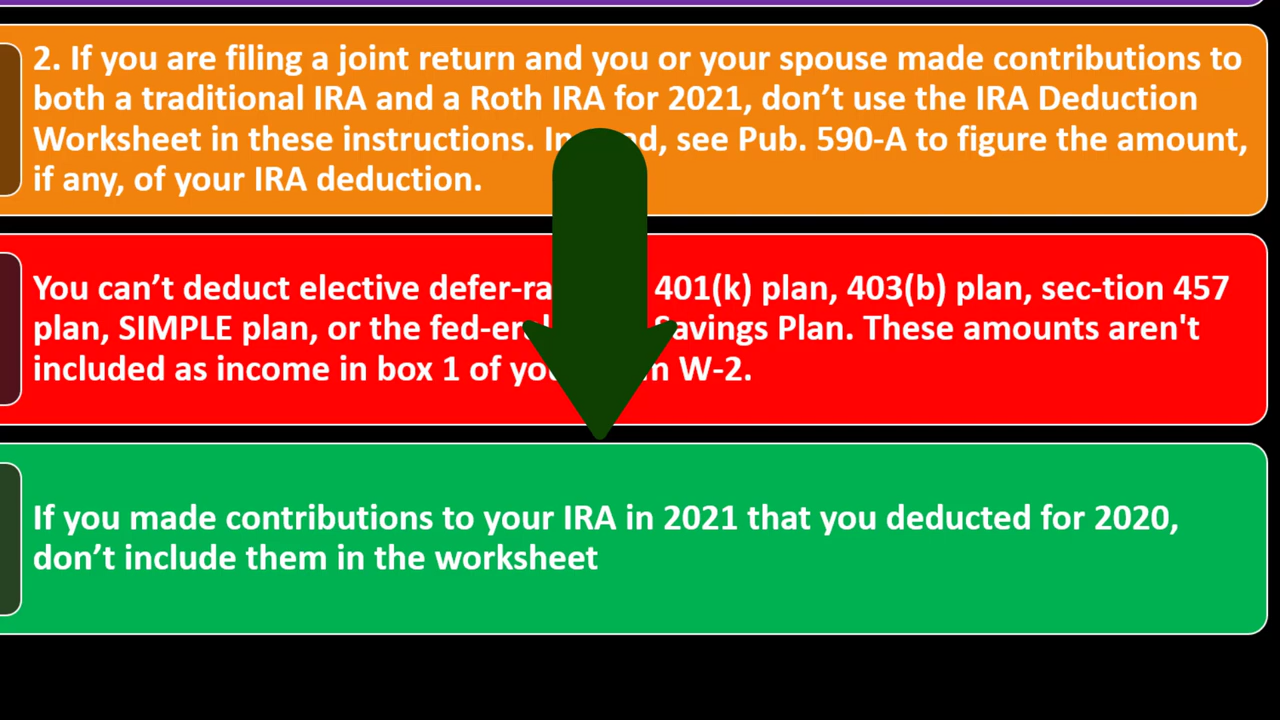 2. If you are filing a joint return and you or your spouse made contributions to
both a traditional IRA and a Roth IRA for 2021, don’t use the IRA Deduction
Worksheet in these instructions. see Pub. 590-A to figure the amount,
if any, of your IRA deduction.
You can’t deduct elective 401(k) plan, 403(b) plan, sec-tion 457
plan, SIMPLE plan, or the Savings Plan. These amounts aren't
included as income in box 1 of W-2.
If you made contributions to your IRA in 2021 that you deducted for 2020,
don’t include them in the worksheet